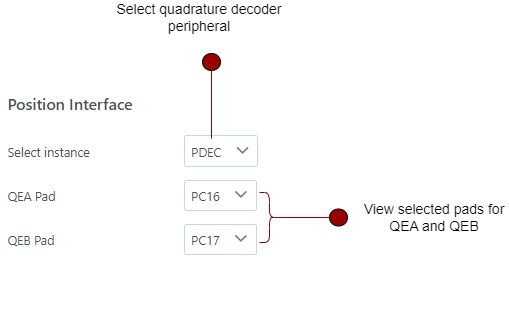 Select quadrature decoder
peripheral
Position Interface
Select instance
PDEC
QEA Pad
PC16
View selected pads for
QEA and QEB
QEB Pad
PC17